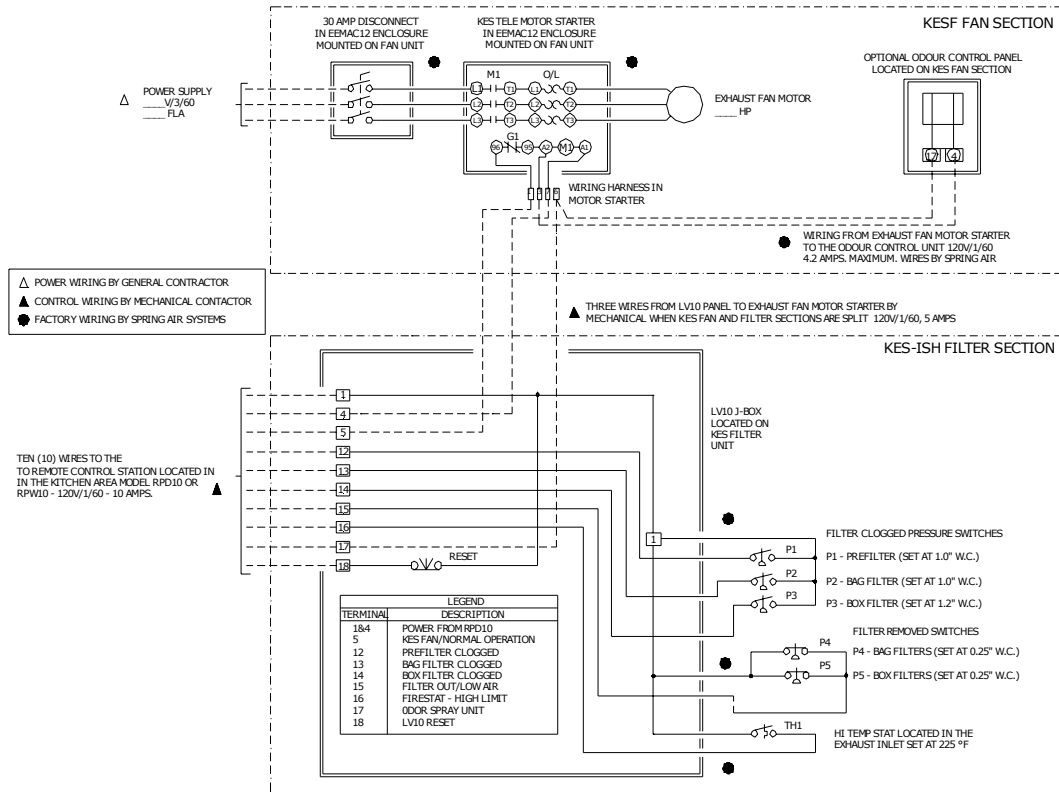 KESF FAN SECTION
30 AMP DISCONNECT
IN EEMAC12 ENCLOSURE
MOUNTED ON FAN UNIT
KES TELE MOTOR STARTER
IN EEMAC12 ENCLOSURE
MOUNTED ON FAN UNIT
OPTIONAL ODOUR CONTROL PANEL
LOCATED ON KES FAN SECTION
POWER SUPPLY
____V/3/60
____ FLA
M1
O/L
L1 T1 L1 T1
L2 T2 L2 T2
L3 T3 L3 T3
EXHAUST FAN MOTOR
____ HP
G1
96 95 A2 M1 A1
17 4
WIRING HARNESS IN
MOTOR STARTER
WIRING FROM EXHAUST FAN MOTOR STARTER
TO THE ODOUR CONTROL UNIT 120V/1/60
4.2 AMPS. MAXIMUM. WIRES BY SPRING AIR
POWER WIRING BY GENERAL CONTRACTOR
CONTROL WIRING BY MECHANICAL CONTACTOR
FACTORY WIRING BY SPRING AIR SYSTEMS
THREE WIRES FROM LV10 PANEL TO EXHAUST FAN MOTOR STARTER BY
MECHANICAL WHEN KES FAN AND FILTER SECTIONS ARE SPLIT 120V/1/60, 5 AMPS
KES-ISH FILTER SECTION
1
4
5
12
13
14
15
16
17
18
RESET
LV10 J-BOX
LOCATED ON
KES FILTER
UNIT
TEN (10) WIRES TO THE
TO REMOTE CONTROL STATION LOCATED IN
IN THE KITCHEN AREA MODEL RPD10 OR
RPW10 - 120V/1/60 - 10 AMPS.
1
FILTER CLOGGED PRESSURE SWITCHES
P1
P1 - PREFILTER (SET AT 1.0" W.C.)
P2
P2 - BAG FILTER (SET AT 1.0" W.C.)
P3
P3 - BOX FILTER (SET AT 1.2" W.C.)
FILTER REMOVED SWITCHES
P4
P4 - BAG FILTERS (SET AT 0.25" W.C.)
P5
P5 - BOX FILTERS (SET AT 0.25" W.C.)
TH1
HI TEMP STAT LOCATED IN THE
EXHAUST INLET SET AT 225 °F
LEGEND
TERMINAL DESCRIPTION
1&4 POWER FROM RPD10
5 KES FAN/NORMAL OPERATION
12 PREFILTER CLOGGED
13 BAG FILTER CLOGGED
14 BOX FILTER CLOGGED
15 FILTER OUT/LOW AIR
16 FIRESTAT - HIGH LIMIT
17 0DOR SPRAY UNIT
18 LV10 RESET